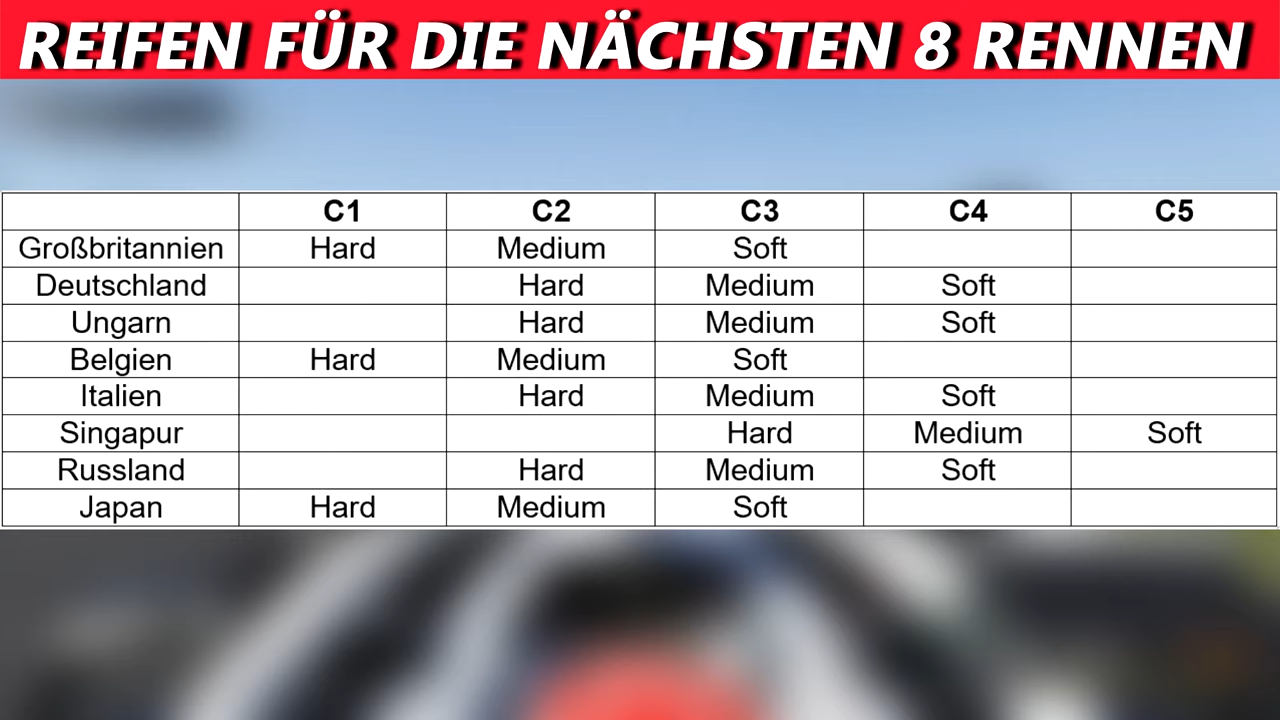 REIFEN FÜR DIE NÄCHSTEN 8 RENNEN
C1 C2 C3 C4 C5
Großbritannien Hard Medium Soft
Deutschland Hard Medium Soft
Ungarn Hard Medium Soft
Belgien Hard Medium Soft
Italien Hard Medium Soft
Singapur Hard Medium Soft
Russland Hard Medium Soft
Japan Hard Medium Soft